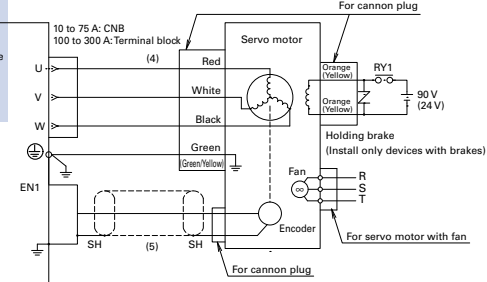 For cannon plug
10 to 75 A: CNB
100 to 300 A: Terminal block
e
Servo motor
(4)
U
Red
Orange
(Yellow)
RY1
V
White
90 V
(24 V)
Orange
(Yellow)
W
Black
Holding brake
(Install only devices with brakes)
Green
(Green/Yellow)
Fan
R
S
T
EN1
Encoder
SH
(5)
SH
For servo motor with fan
For cannon plug